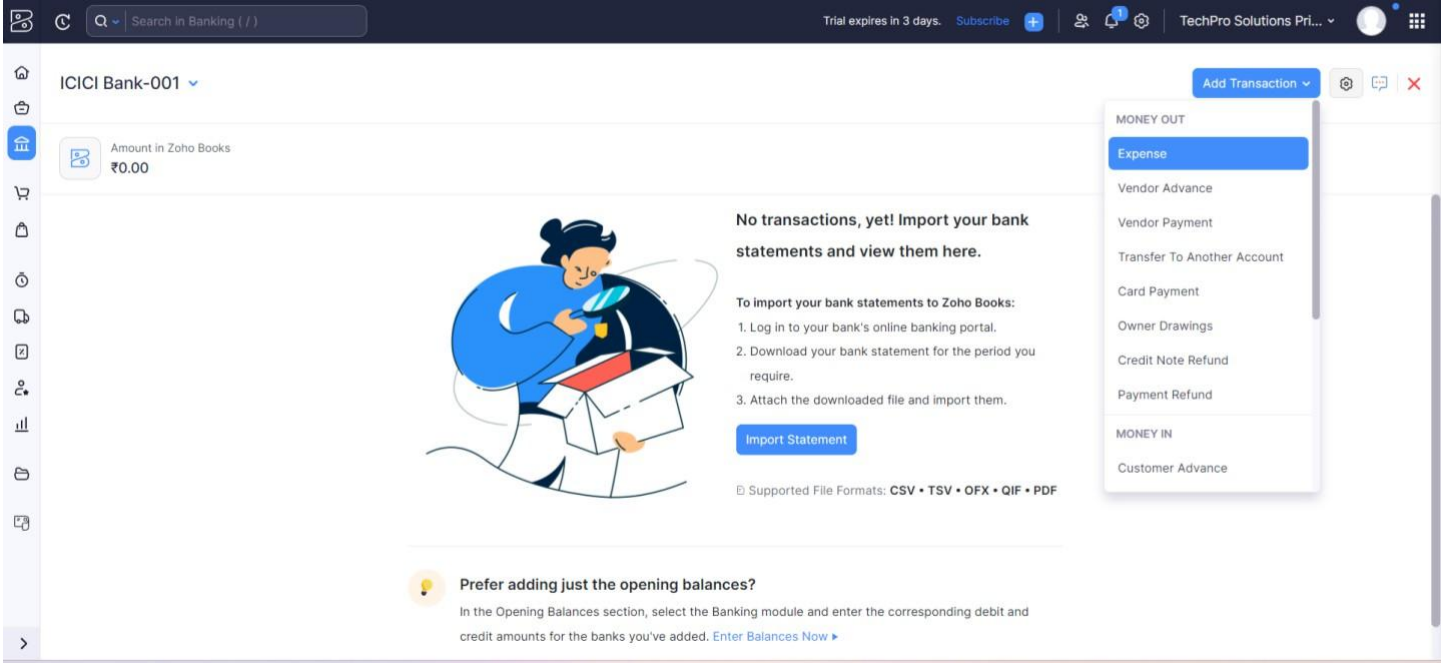 Search in Banking ( / )
Trial expires in 3 days. Subscribe
1
TechPro Solutions Pri...
ICICI Bank-001
Add Transaction
Amount in Zoho Books
₹0.00
MONEY OUT
Expense
Vendor Advance
Vendor Payment
Transfer To Another Account
Card Payment
Owner Drawings
Credit Note Refund
Payment Refund
MONEY IN
Customer Advance
No transactions, yet! Import your bank
statements and view them here.
To import your bank statements to Zoho Books:
1. Log in to your bank's online banking portal.
2. Download your bank statement for the period you
require.
3. Attach the downloaded file and import them.
Import Statement
Supported File Formats: CSV • TSV • OFX • QIF • PDF
Prefer adding just the opening balances?
In the Opening Balances section, select the Banking module and enter the corresponding debit and
credit amounts for the banks you've added. Enter Balances Now